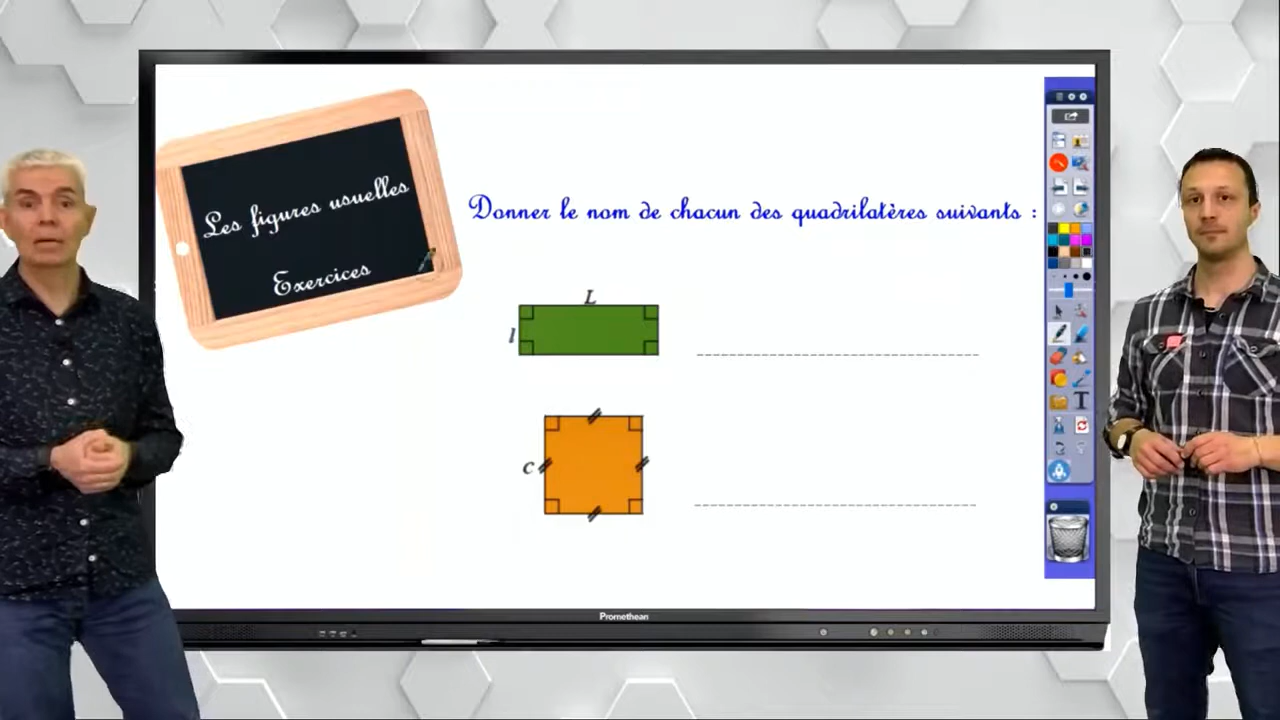 Les figures usuelles
Exercices
Donner le nom de chacun des quadrilatères suivants :
L
l
c
T
Promethean